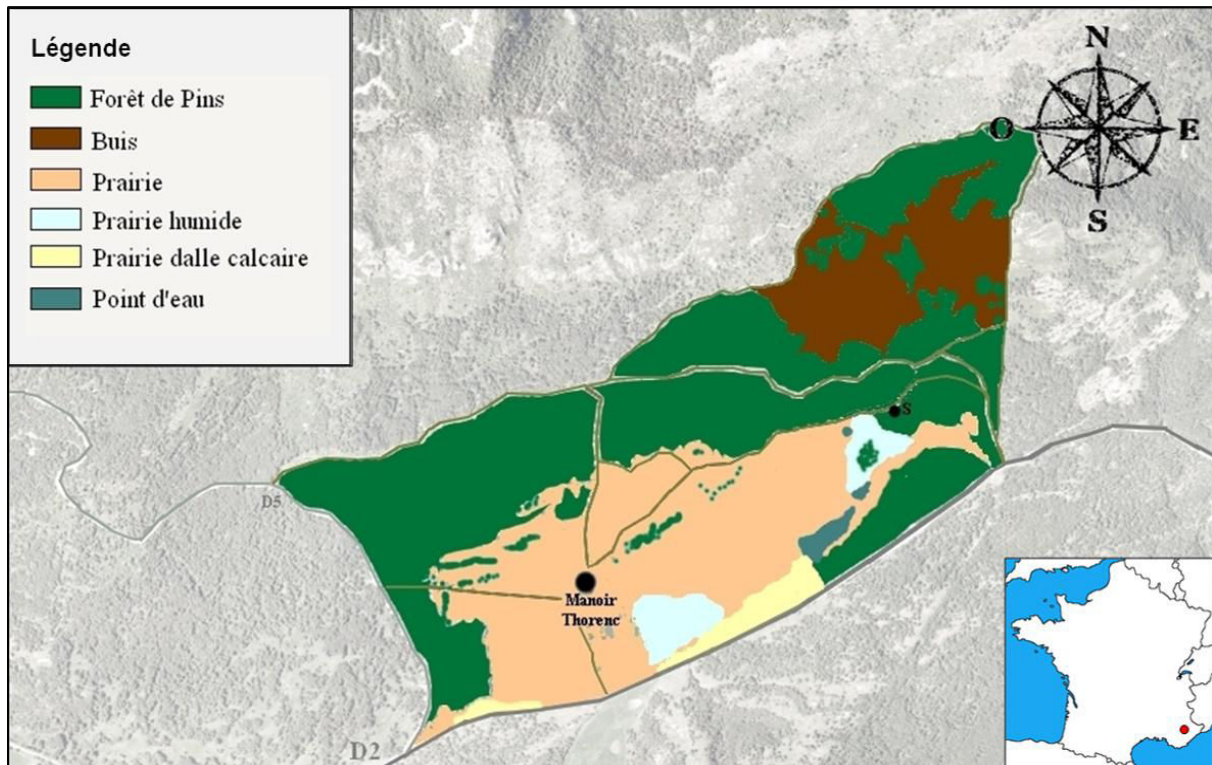 Légende
Forêt de Pins
Buis
Prairie
Prairie humide
Prairie dalle calcaire
Point d'eau
N
O
E
S
S
D5
Manoir
Thorenc
D2